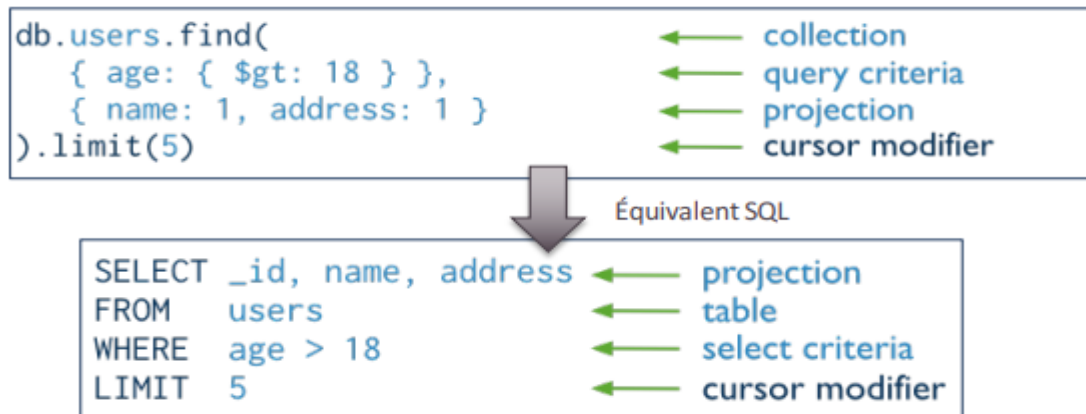 db.users.find( collection
{ age: { $gt: 18 } }, query criteria
{ name: 1, address: 1 } projection
).limit(5) cursor modifier
Équivalent SQL
SELECT _id, name, address projection
FROM users table
WHERE age > 18 select criteria
LIMIT 5 cursor modifier